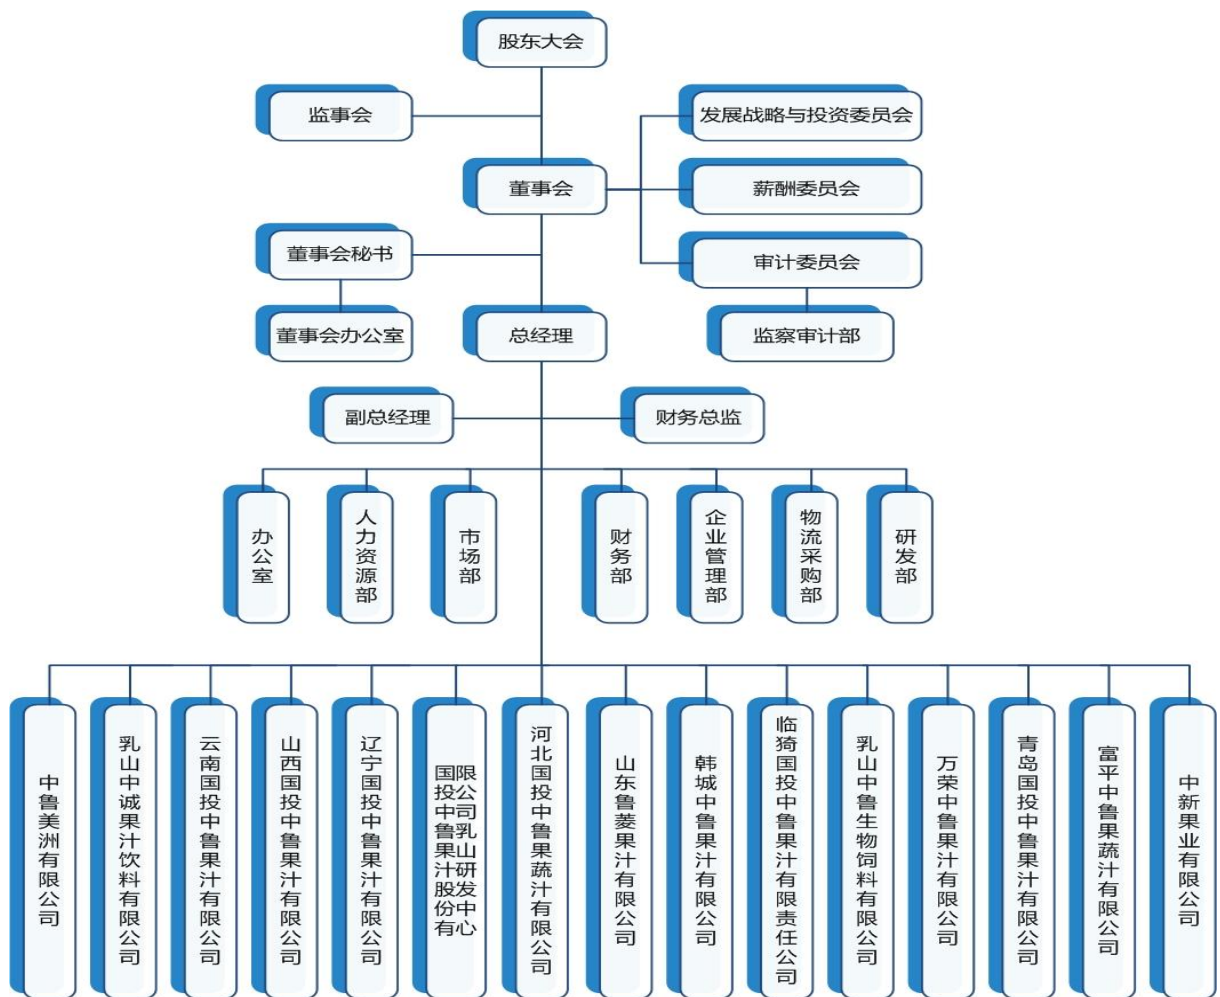 股东大会
监事会
发展战略与投资委员会
董事会
薪酬委员会
董事会秘书
审计委员会
董事会办公室
总经理
监察审计部
副总经理
财务总监
办公室
人力资源部
市场部
财务部
企业管理部
物流采购部
研发部
中鲁美洲有限公司
乳山中诚果汁饮料有限公司
云南国投中鲁果汁有限公司
山西国投中鲁果汁有限公司
辽宁国投中鲁果汁有限公司
国投中鲁果汁股份有
限公司乳山研发中心
河北国投中鲁果蔬汁有限公司
山东鲁菱果汁有限公司
韩城中鲁果汁有限公司
临猗国投中鲁果汁有限责任公司
乳山中鲁生物饲料有限公司
万荣中鲁果汁有限公司
青岛国投中鲁果汁有限公司
富平中鲁果蔬汁有限公司
中新果业有限公司